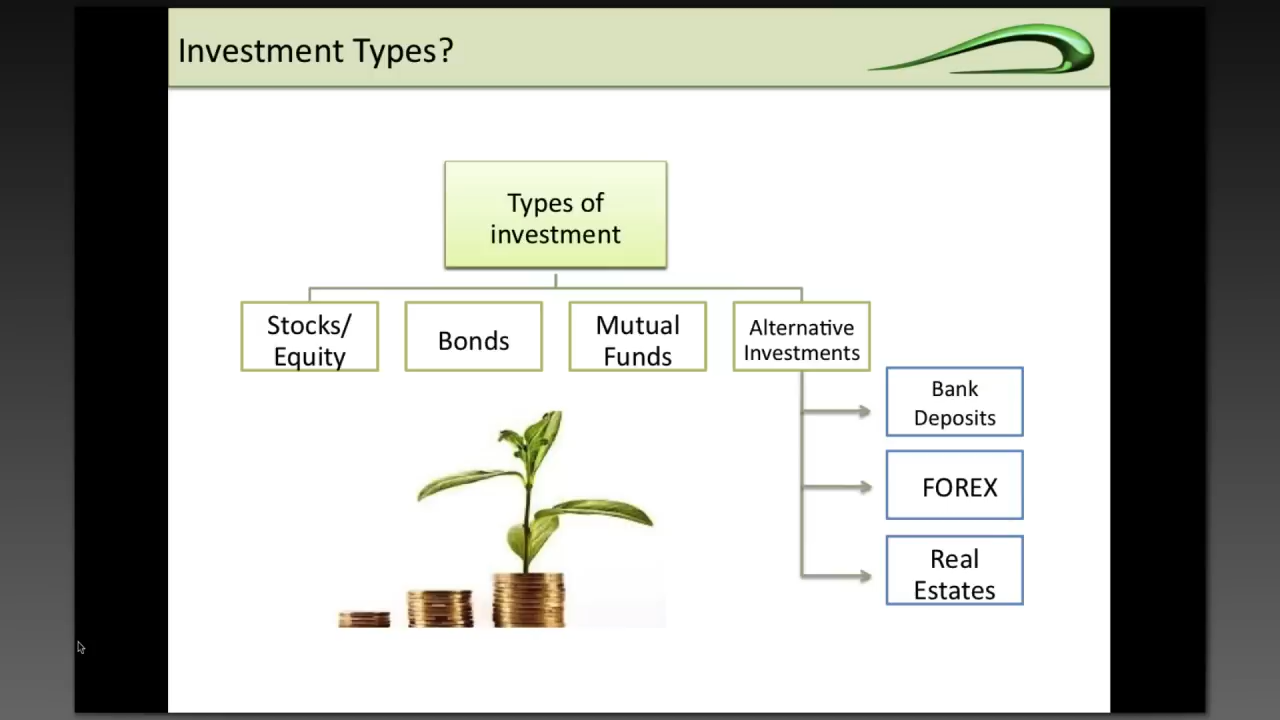 Investment Types?
Types of
investment
Stocks/
Equity
Bonds
Mutual
Funds
Alternative
Investments
Bank
Deposits
FOREX
Real
Estates